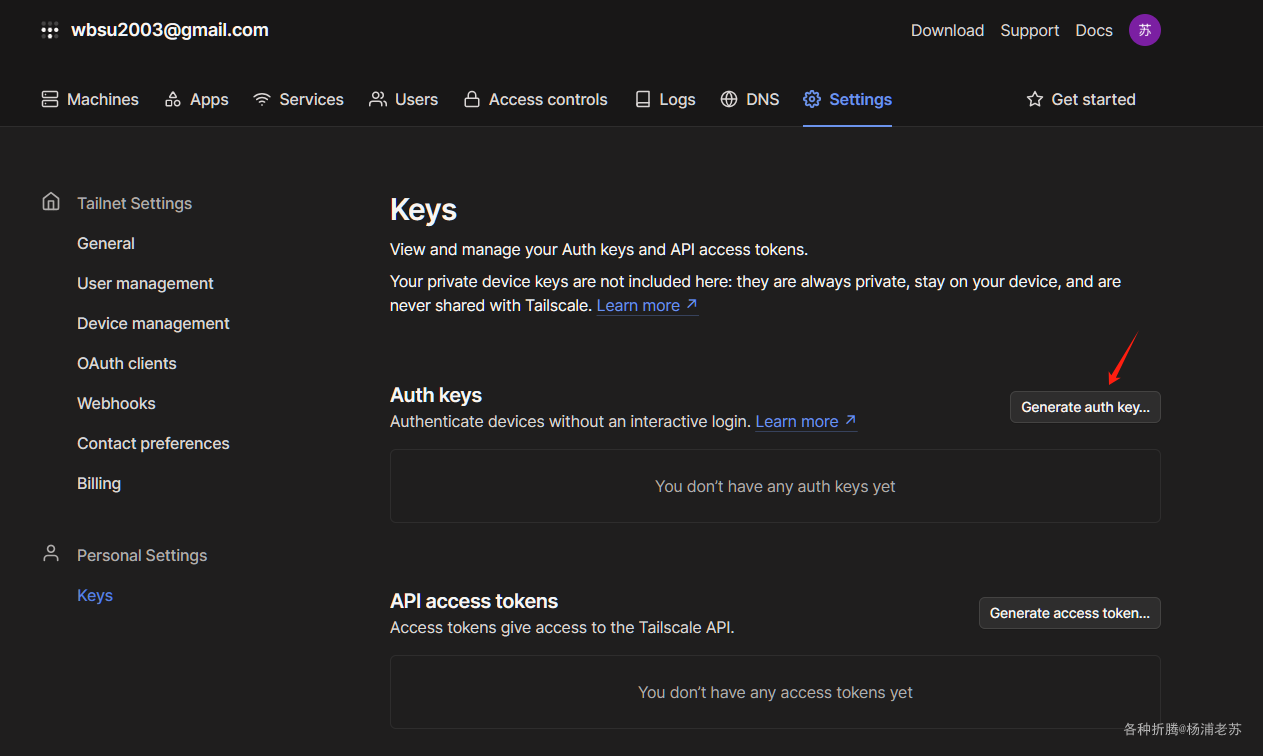 wbsu2003@gmail.com
Download Support Docs 苏
Machines Apps Services Users Access controls Logs DNS Settings Get started
Tailnet Settings
General
User management
Device management
OAuth clients
Webhooks
Contact preferences
Billing
Personal Settings
Keys
Keys
View and manage your Auth keys and API access tokens.
Your private device keys are not included here: they are always private, stay on your device, and are
never shared with Tailscale. Learn more ↗
Auth keys
Authenticate devices without an interactive login. Learn more ↗
Generate auth key...
You don’t have any auth keys yet
API access tokens
Access tokens give access to the Tailscale API.
Generate access token...
You don’t have any access tokens yet
各种折腾@杨浦老苏